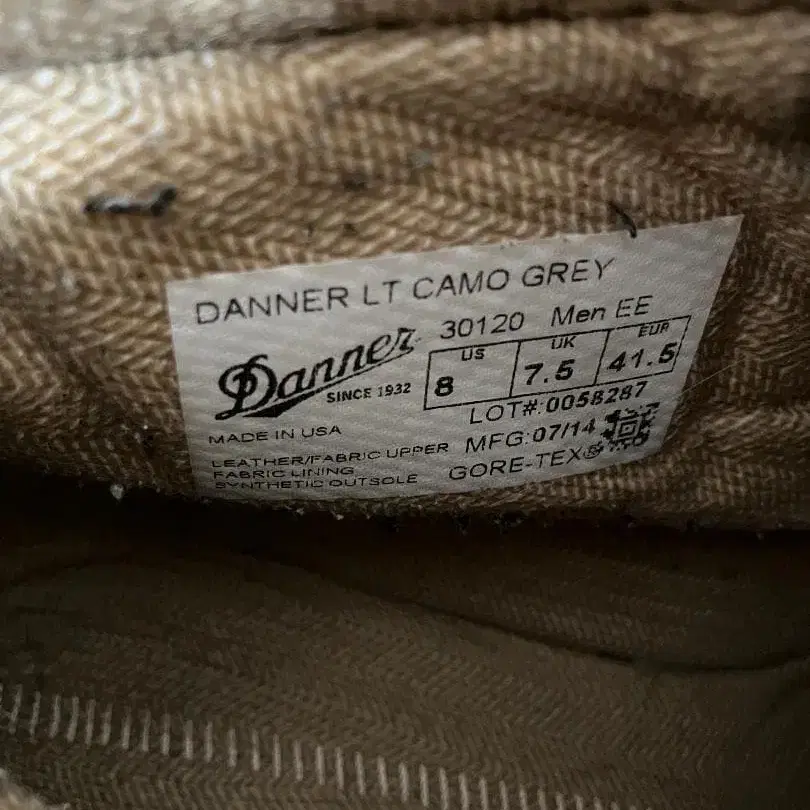 DANNER LT CAMO GREY
30120 Men EE
Danner
SINCE 1932
US UK EUR
8 7.5 41.5
LOT#:0058287
MADE IN USA
MFG:07/14
LEATHER/FABRIC UPPER
FABRIC LINING
SYNTHETIC OUTSOLE
GORE-TEX®